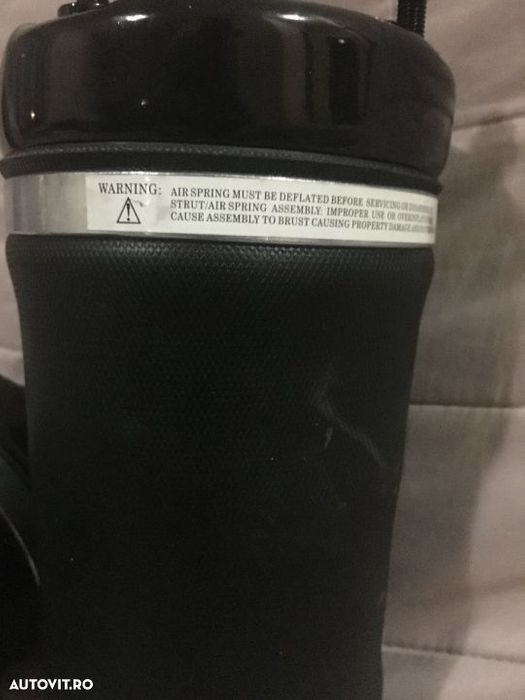 WARNING: AIR SPRING MUST BE DEFLATED BEFORE SERVICING OR
STRUT/AIR SPRING ASSEMBLY. IMPROPER USE OR
CAUSE ASSEMBLY TO BRUST CAUSING PROPERTY DAMAGE
AUTOVIT.RO